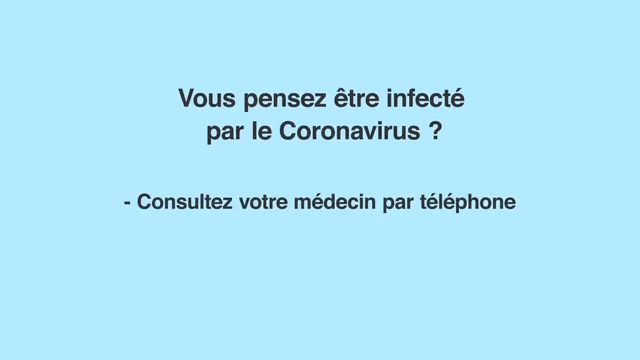 Vous pensez être infecté
par le Coronavirus ?
- Consultez votre médecin par téléphone